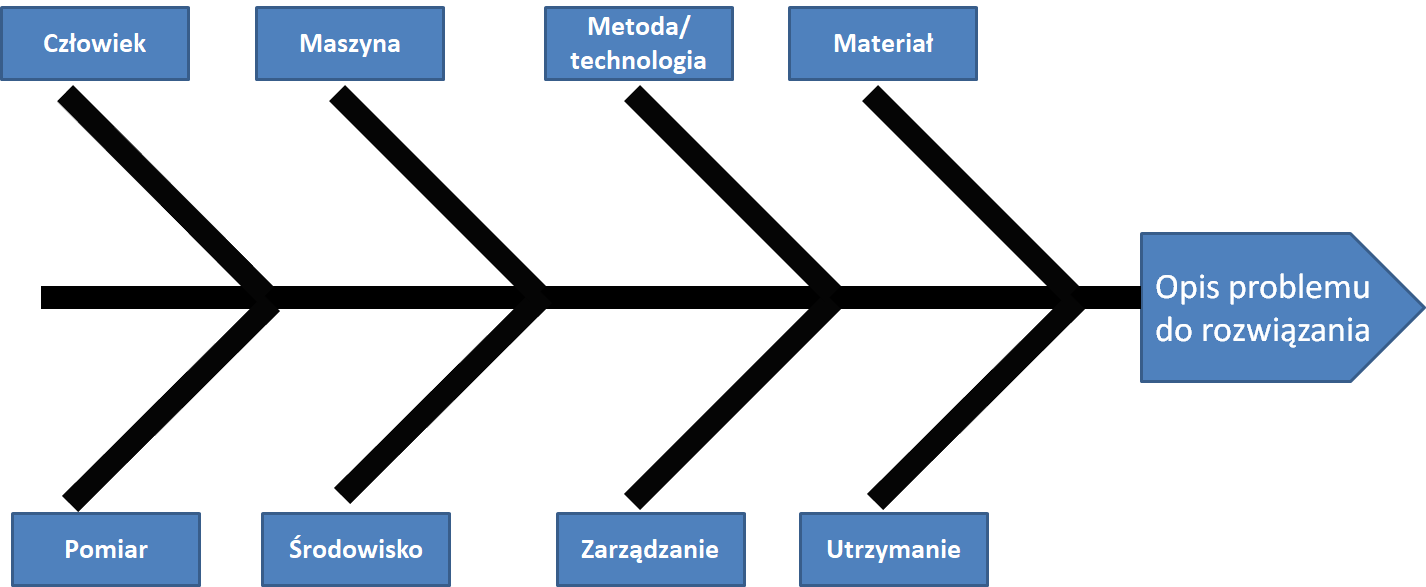 Człowiek
Maszyna
Metoda/
technologia
Materiał
Opis problemu
do rozwiązania
Pomiar
Środowisko
Zarządzanie
Utrzymanie